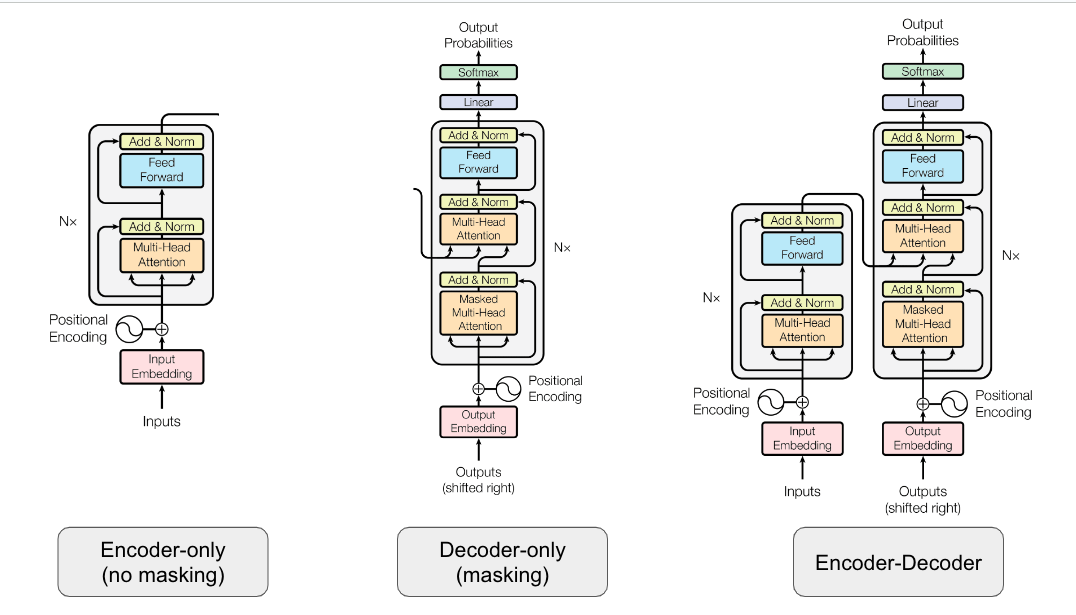 Add & Norm
Feed
Forward
N×
Add & Norm
Multi-Head
Attention
Positional
Encoding
Input
Embedding
Inputs
Encoder-only
(no masking)
Output
Probabilities
Softmax
Linear
Add & Norm
Feed
Forward
Add & Norm
Multi-Head
Attention
N×
Add & Norm
Masked
Multi-Head
Attention
Positional
Encoding
Output
Embedding
Outputs
(shifted right)
Decoder-only
(masking)
Output
Probabilities
Softmax
Linear
Add & Norm
Feed
Forward
Add & Norm
Multi-Head
Attention
N×
Add & Norm
Masked
Multi-Head
Attention
Positional
Encoding
Output
Embedding
Outputs
(shifted right)
Add & Norm
Feed
Forward
N×
Add & Norm
Multi-Head
Attention
Positional
Encoding
Input
Embedding
Inputs
Encoder-Decoder